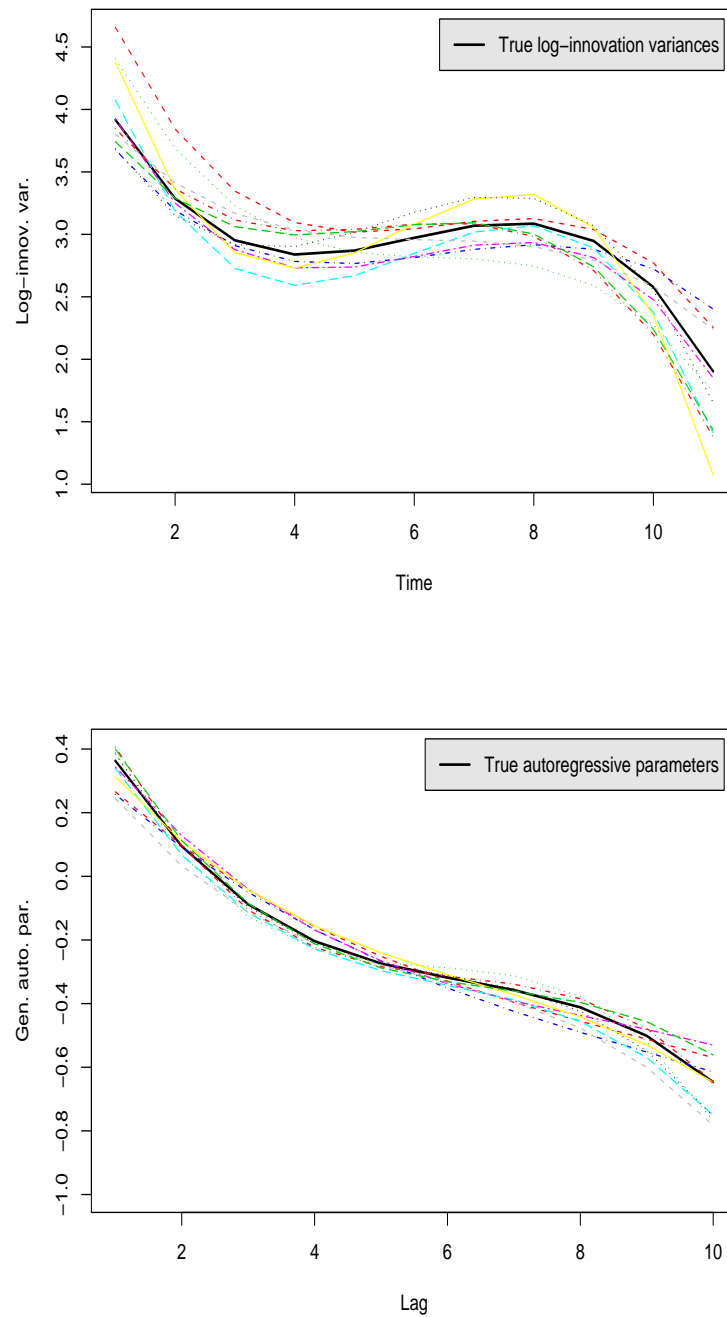 True log−innovation variances
Log−innov. var.
4.5
4.0
3.5
3.0
2.5
2.0
1.5
1.0
2 4 6 8 10
Time
True autoregressive parameters
Gen. auto. par.
0.4
0.2
0.0
−0.2
−0.4
−0.6
−0.8
−1.0
2 4 6 8 10
Lag